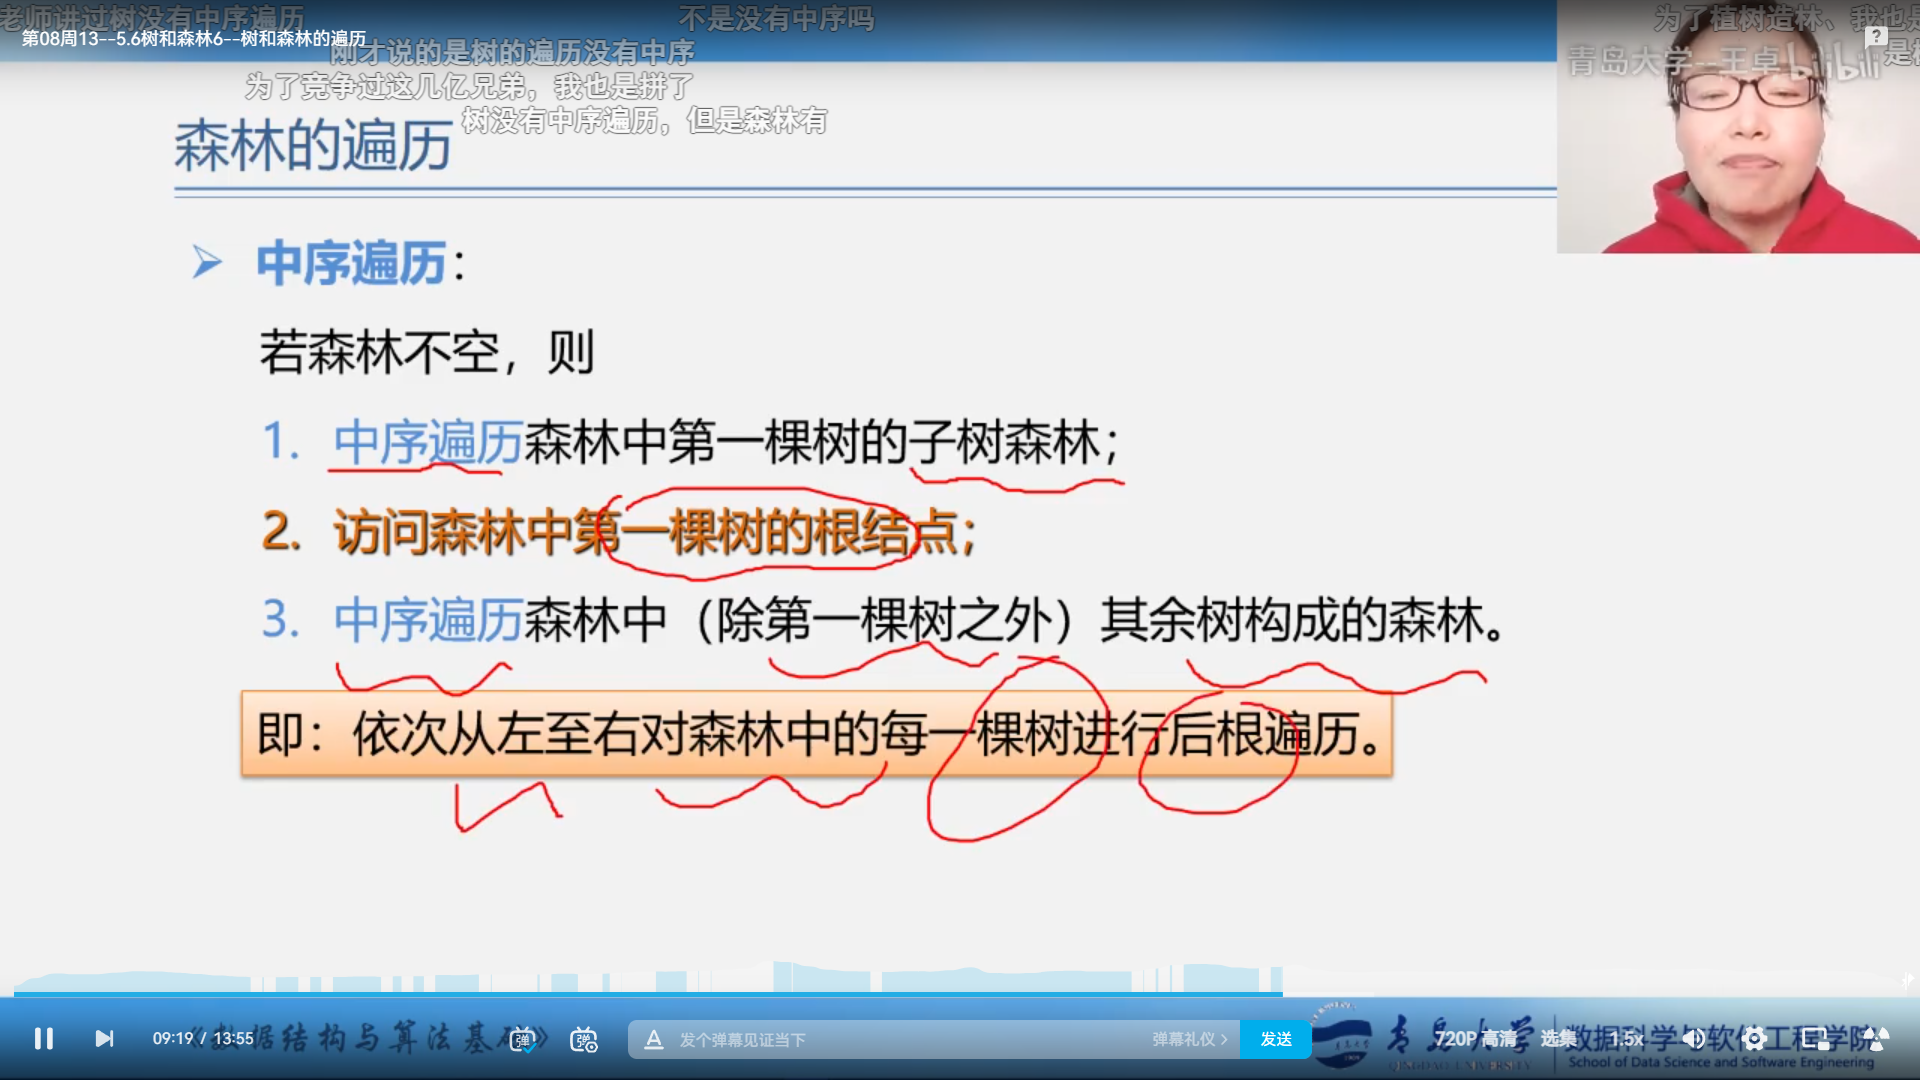 老师讲过树没有中序遍历
不是没有中序吗
为了植树造林、我也是
第08周13--5.6树和森林6--树和森林的遍历
刚才说的是树的遍历没有中序
青岛大学--王卓 bilibili
为了竞争过这几亿兄弟，我也是拼了
树没有中序遍历，但是森林有
森林的遍历
➢ 中序遍历：
若森林不空，则
1. 中序遍历森林中第一棵树的子树森林；
2. 访问森林中第一棵树的根结点；
3. 中序遍历森林中（除第一棵树之外）其余树构成的森林。
即：依次从左至右对森林中的每一棵树进行后根遍历。
09:19 / 13:55
《数据结构与算法基础》
发个弹幕见证当下
弹幕礼仪 >
发送
青岛大学
QINGDAO UNIVERSITY
720P 高清
选集
1.5x
数据科学与软件工程学院
School of Data Science and Software Engineering